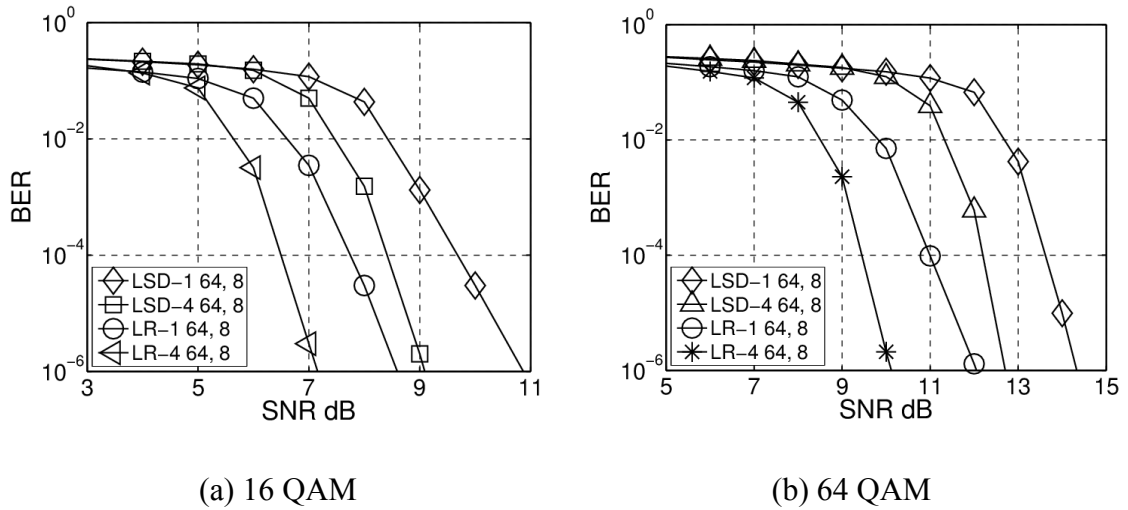 10^0
10^-2
10^-4
10^-6
BER
LSD-1 64, 8
LSD-4 64, 8
LR-1 64, 8
LR-4 64, 8
3 5 7 9 11
SNR dB
(a) 16 QAM
10^0
10^-2
10^-4
10^-6
BER
LSD-1 64, 8
LSD-4 64, 8
LR-1 64, 8
LR-4 64, 8
5 7 9 11 13 15
SNR dB
(b) 64 QAM